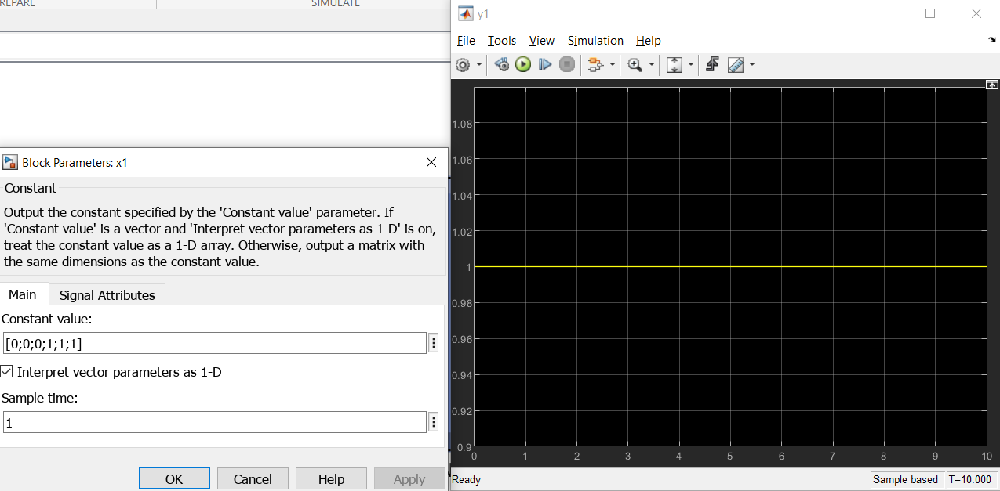 REPARE
SIMULATE
y1
File Tools View Simulation Help
Block Parameters: x1
Constant
Output the constant specified by the 'Constant value' parameter. If
'Constant value' is a vector and 'Interpret vector parameters as 1-D' is on,
treat the constant value as a 1-D array. Otherwise, output a matrix with
the same dimensions as the constant value.
Main Signal Attributes
Constant value:
[0;0;0;1;1;1]
Interpret vector parameters as 1-D
Sample time:
1
OK Cancel Help Apply
1.08
1.06
1.04
1.02
1
0.98
0.96
0.94
0.92
0.9
0 1 2 3 4 5 6 7 8 9 10
Ready Sample based T=10.000